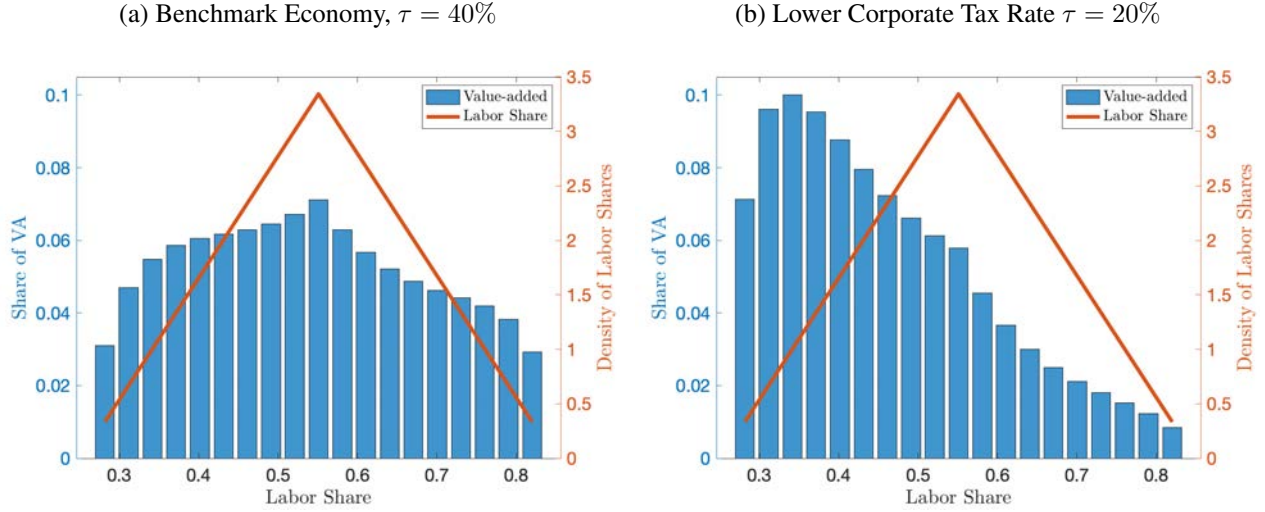 (a) Benchmark Economy, τ = 40%
(b) Lower Corporate Tax Rate τ = 20%
Value-added
Labor Share
0.1
0.08
0.06
0.04
0.02
0
Share of VA
3.5
3
2.5
2
1.5
1
0.5
0
Density of Labor Shares
0.3 0.4 0.5 0.6 0.7 0.8
Labor Share
Value-added
Labor Share
0.1
0.08
0.06
0.04
0.02
0
Share of VA
3.5
3
2.5
2
1.5
1
0.5
0
Density of Labor Shares
0.3 0.4 0.5 0.6 0.7 0.8
Labor Share